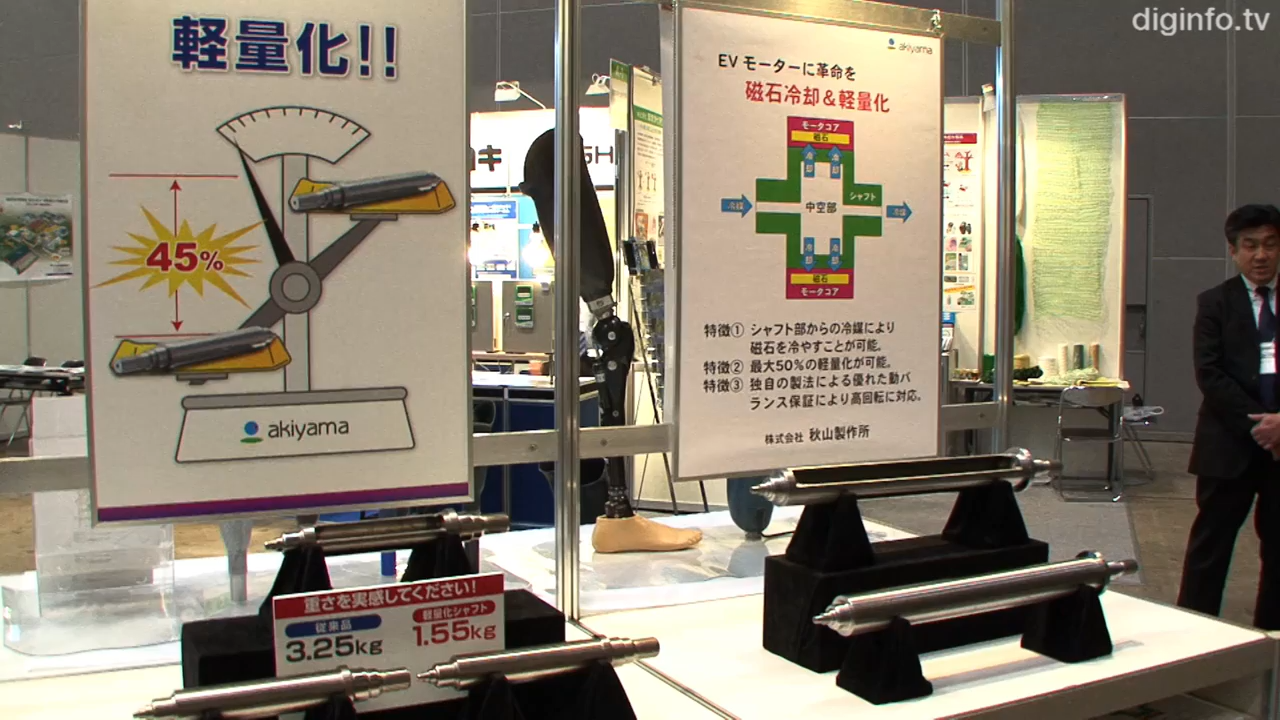 diginfo.tv
軽量化!!
45%
akiyama
akiyama
EVモーターに革命を
磁石冷却&軽量化
モータコア
磁石
冷却
冷却
シャフト
冷媒
中空部
冷媒
冷却
冷却
磁石
モータコア
特徴① シャフト部からの冷媒により
磁石を冷やすことが可能。
特徴② 最大50%の軽量化が可能。
特徴③ 独自の製法による優れた動バ
ランス保証により高回転に対応。
株式会社 秋山製作所
重さを実感してください!
従来品
3.25kg
軽量化シャフト
1.55kg